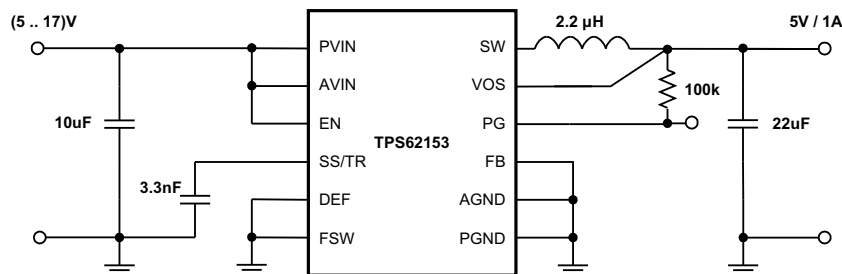 (5 .. 17)V
2.2 µH
5V / 1A
PVIN
SW
AVIN
VOS
100k
10uF
EN
PG
22uF
TPS62153
SS/TR
FB
3.3nF
DEF
AGND
FSW
PGND